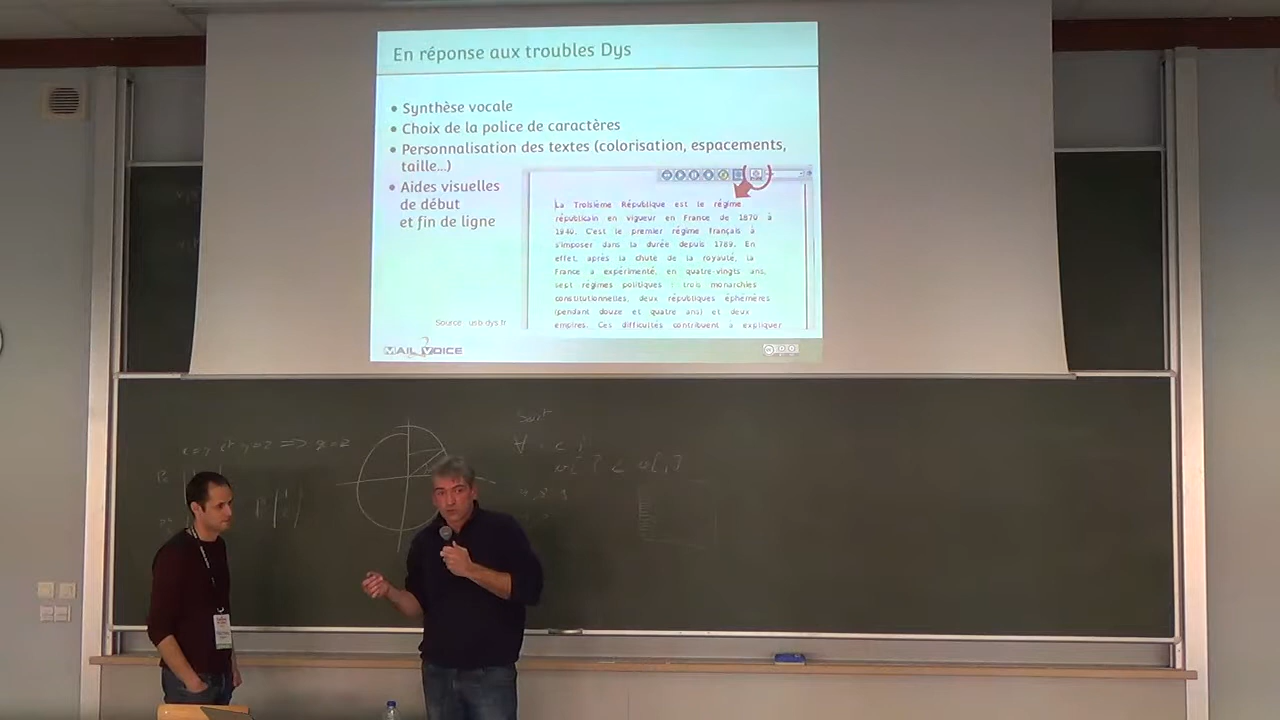 En réponse aux troubles Dys
• Synthèse vocale
• Choix de la police de caractères
• Personnalisation des textes (colorisation, espacements,
taille...)
• Aides visuelles
de début
et fin de ligne
La Troisième République est le régime
républicain en vigueur en France de 1870 à
1940. C'est le premier régime français à
s'imposer dans la durée depuis 1789. En
effet, après la chute de la royauté, la
France a expérimenté, en quatre-vingts ans,
sept régimes politiques : trois monarchies
constitutionnelles, deux républiques éphémères
(pendant douze et quatre ans) et deux
empires. Ces difficultés contribuent à expliquer
Source : usb-dys.fr
MAIL 2 VOICE
Soit